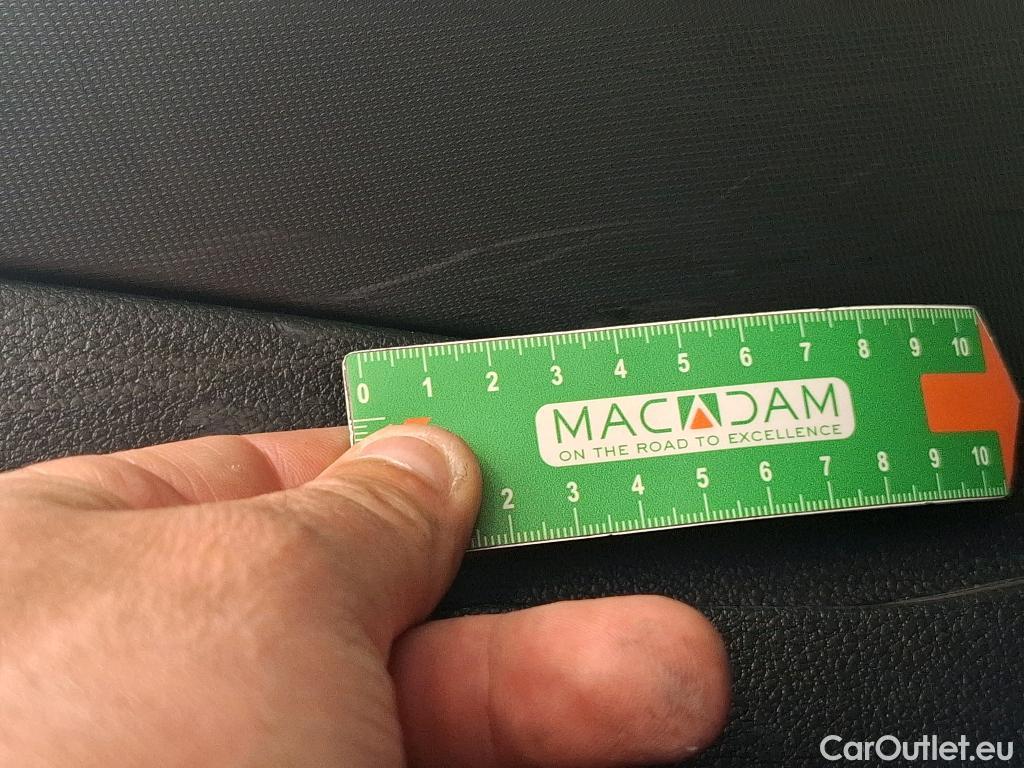 0 1 2 3 4 5 6 7 8 9 10
MACADAM
ON THE ROAD TO EXCELLENCE
2 3 4 5 6 7 8 9 10
CarOutlet.eu